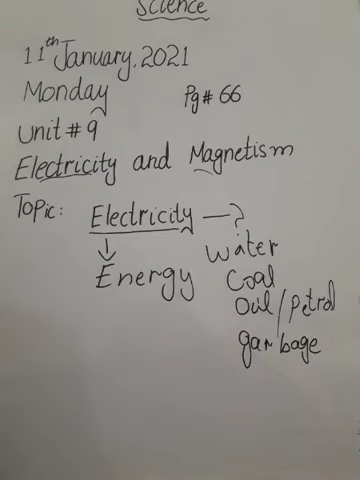 Science
11th January, 2021
Monday Pg# 66
Unit # 9
Electricity and Magnetism
Topic: Electricity → ?
↓ Water
Energy Coal
Oil/Petrol
garbage